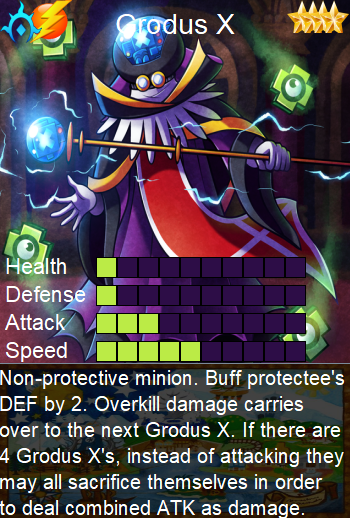 Grodus X
Health
Defense
Attack
Speed
Non-protective minion. Buff protectee's
DEF by 2. Overkill damage carries
over to the next Grodus X. If there are
4 Grodus X's, instead of attacking they
may all sacrifice themselves in order
to deal combined ATK as damage.